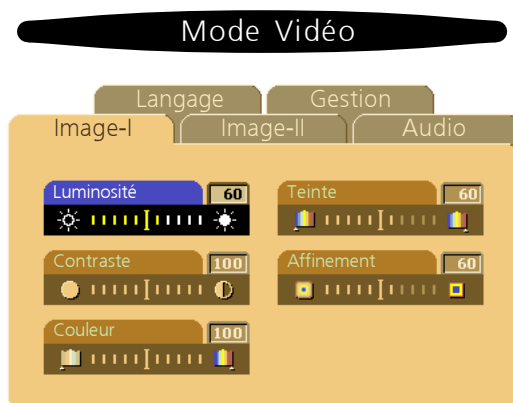 Mode Vidéo
Langage Gestion
Image-I Image-II Audio
Luminosité 60 Teinte 60
Contraste 100 Affinement 60
Couleur 100